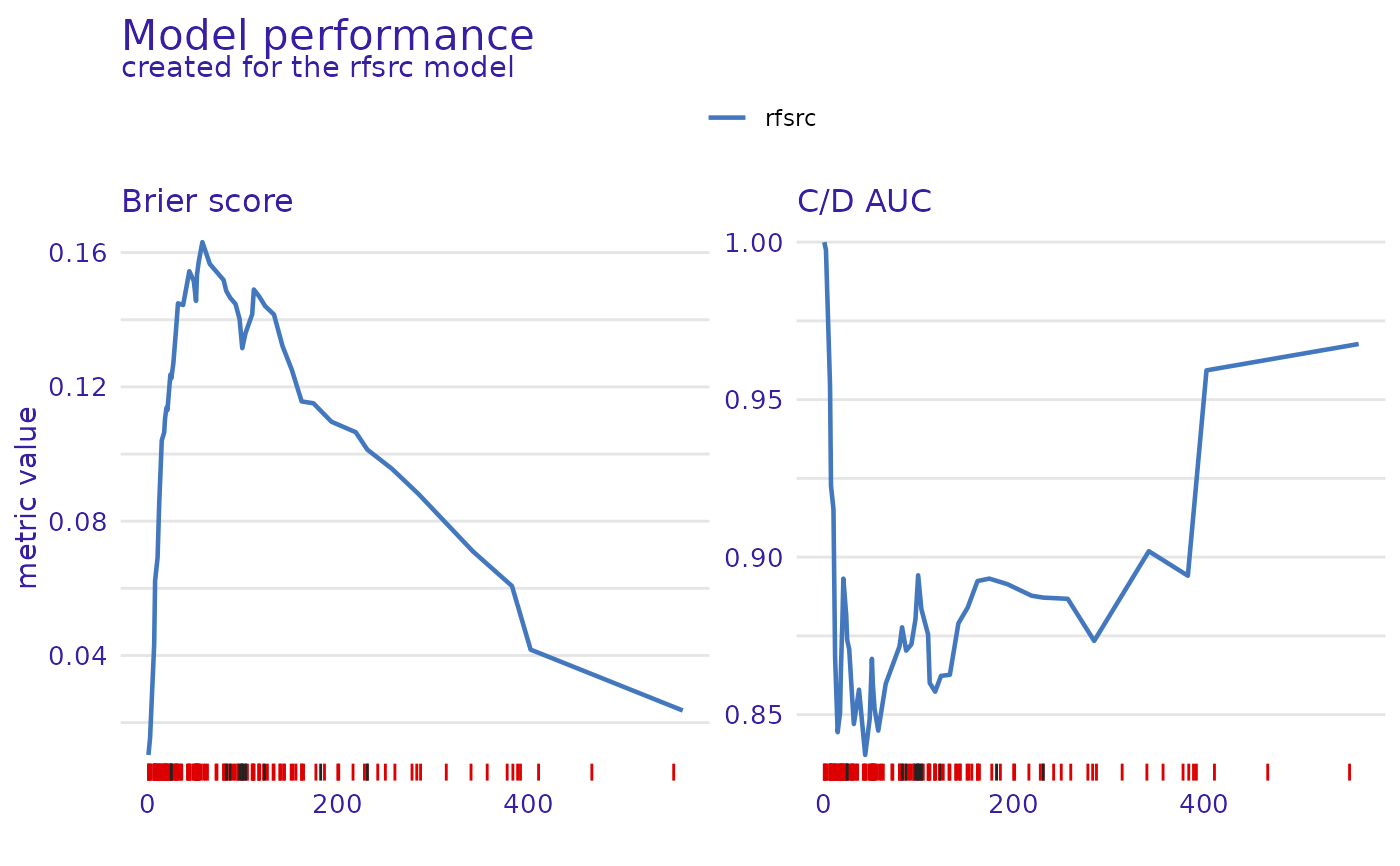 Model performance
created for the rfsrc model
rfsrc
Brier score
C/D AUC
metric value
0.16
0.12
0.08
0.04
0
200
400
1.00
0.95
0.90
0.85
0
200
400